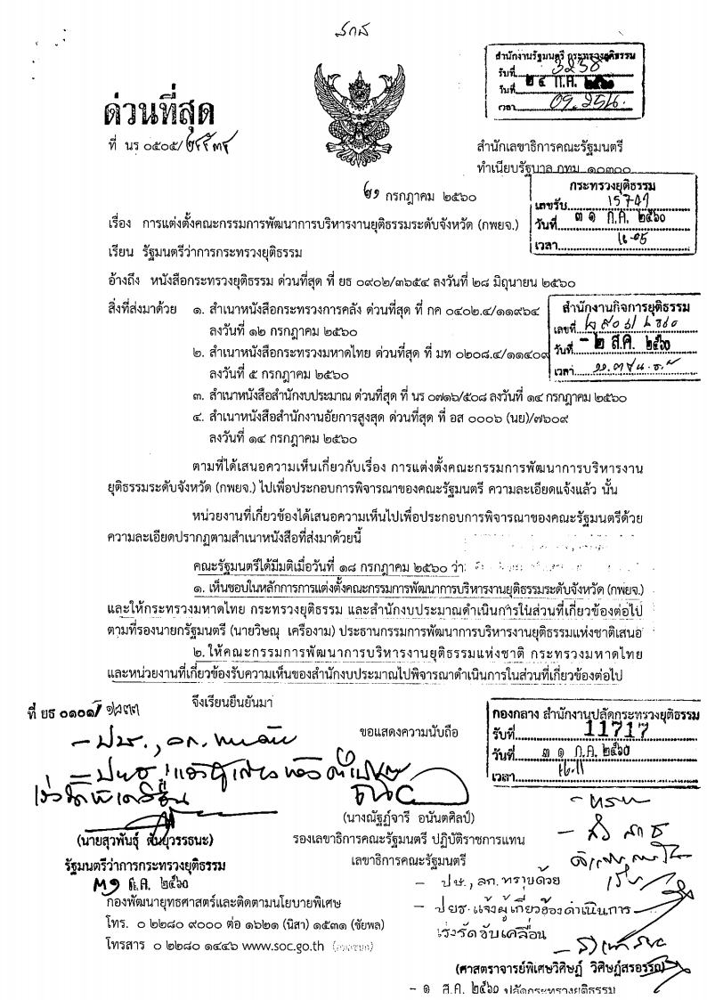 สกส
สำนักงานรัฐมนตรี กระทรวงยุติธรรม
รับที่ 3238
วันที่ ๒๔ ก.ค. ๒๕๖๐
เวลา 09.25น.
ด่วนที่สุด
ที่ นร ๐๕๐๕/
สำนักเลขาธิการคณะรัฐมนตรี
ทำเนียบรัฐบาล กทม. ๑๐๓๐๐
๒๑ กรกฎาคม ๒๕๖๐
กระทรวงยุติธรรม
เลขรับ 15741
วันที่ ๓๑ ก.ค. ๒๕๖๐
เวลา
เรื่อง การแต่งตั้งคณะกรรมการพัฒนาการบริหารงานยุติธรรมระดับจังหวัด (กพยจ.)
เรียน รัฐมนตรีว่าการกระทรวงยุติธรรม
อ้างถึง หนังสือกระทรวงยุติธรรม ด่วนที่สุด ที่ ยธ ๐๙๐๒/๓๖๕๔ ลงวันที่ ๒๘ มิถุนายน ๒๕๖๐
สิ่งที่ส่งมาด้วย ๑. สำเนาหนังสือกระทรวงการคลัง ด่วนที่สุด ที่ กค ๐๔๐๒.๔/๑๑๙๖๔
ลงวันที่ ๑๒ กรกฎาคม ๒๕๖๐
๒. สำเนาหนังสือกระทรวงมหาดไทย ด่วนที่สุด ที่ มท ๐๒๐๘.๔/๑๑๔๐๙
ลงวันที่ ๕ กรกฎาคม ๒๕๖๐
๓. สำเนาหนังสือสำนักงบประมาณ ด่วนที่สุด ที่ นร ๐๗๑๖/๕๐๘ ลงวันที่ ๑๔ กรกฎาคม ๒๕๖๐
๔. สำเนาหนังสือสำนักงานอัยการสูงสุด ด่วนที่สุด ที่ อส ๐๐๐๖ (นย)/๗๖๐๙
ลงวันที่ ๑๔ กรกฎาคม ๒๕๖๐
สำนักงานกิจการยุติธรรม
เลขที่
วันที่ - ๒ ส.ค. ๒๕๖๐
เวลา
ตามที่ได้เสนอความเห็นเกี่ยวกับเรื่อง การแต่งตั้งคณะกรรมการพัฒนาการบริหารงาน
ยุติธรรมระดับจังหวัด (กพยจ.) ไปเพื่อประกอบการพิจารณาของคณะรัฐมนตรี ความละเอียดแจ้งแล้ว นั้น
หน่วยงานที่เกี่ยวข้องได้เสนอความเห็นไปเพื่อประกอบการพิจารณาของคณะรัฐมนตรีด้วย
ความละเอียดปรากฏตามสำเนาหนังสือที่ส่งมาด้วยนี้
คณะรัฐมนตรีได้มีมติเมื่อวันที่ ๑๘ กรกฎาคม ๒๕๖๐ ว่า
๑. เห็นชอบในหลักการการแต่งตั้งคณะกรรมการพัฒนาการบริหารงานยุติธรรมระดับจังหวัด (กพยจ.)
และให้กระทรวงมหาดไทย กระทรวงยุติธรรม และสำนักงบประมาณดำเนินการในส่วนที่เกี่ยวข้องต่อไป
ตามที่รองนายกรัฐมนตรี (นายวิษณุ เครืองาม) ประธานกรรมการพัฒนาการบริหารงานยุติธรรมแห่งชาติเสนอ
๒. ให้คณะกรรมการพัฒนาการบริหารงานยุติธรรมแห่งชาติ กระทรวงมหาดไทย
และหน่วยงานที่เกี่ยวข้องรับความเห็นของสำนักงบประมาณไปพิจารณาดำเนินการในส่วนที่เกี่ยวข้องต่อไป
จึงเรียนยืนยันมา
ที่ ยธ ๐๑๐๑/
กองกลาง สำนักงานปลัดกระทรวงยุติธรรม
รับที่ 11717
วันที่ ๓๑ ก.ค. ๒๕๖๐
เวลา 16.11
ขอแสดงความนับถือ
(นางณัฐฏ์จารี อนันตศิลป์)
รองเลขาธิการคณะรัฐมนตรี ปฏิบัติราชการแทน
เลขาธิการคณะรัฐมนตรี
(นายสุวพันธุ์ ตันยุวรรธนะ)
รัฐมนตรีว่าการกระทรวงยุติธรรม
ก.ค. ๒๕๖๐
- ปษ., ลก. ทราบด้วย
- ปยธ. แจ้งผู้เกี่ยวข้องดำเนินการ
เร่งรัดขับเคลื่อน
กองพัฒนายุทธศาสตร์และติดตามนโยบายพิเศษ
โทร. ๐ ๒๒๘๐ ๙๐๐๐ ต่อ ๑๖๒๑ (นิสา) ๑๕๓๑ (ชัยพล)
โทรสาร ๐ ๒๒๘๐ ๑๔๔๖ www.soc.go.th
(ศาสตราจารย์พิเศษวิศิษฏ์ วิศิษฏ์สรอรรถ)
- ๑ ส.ค. ๒๕๖๐ ปลัดกระทรวงยุติธรรม